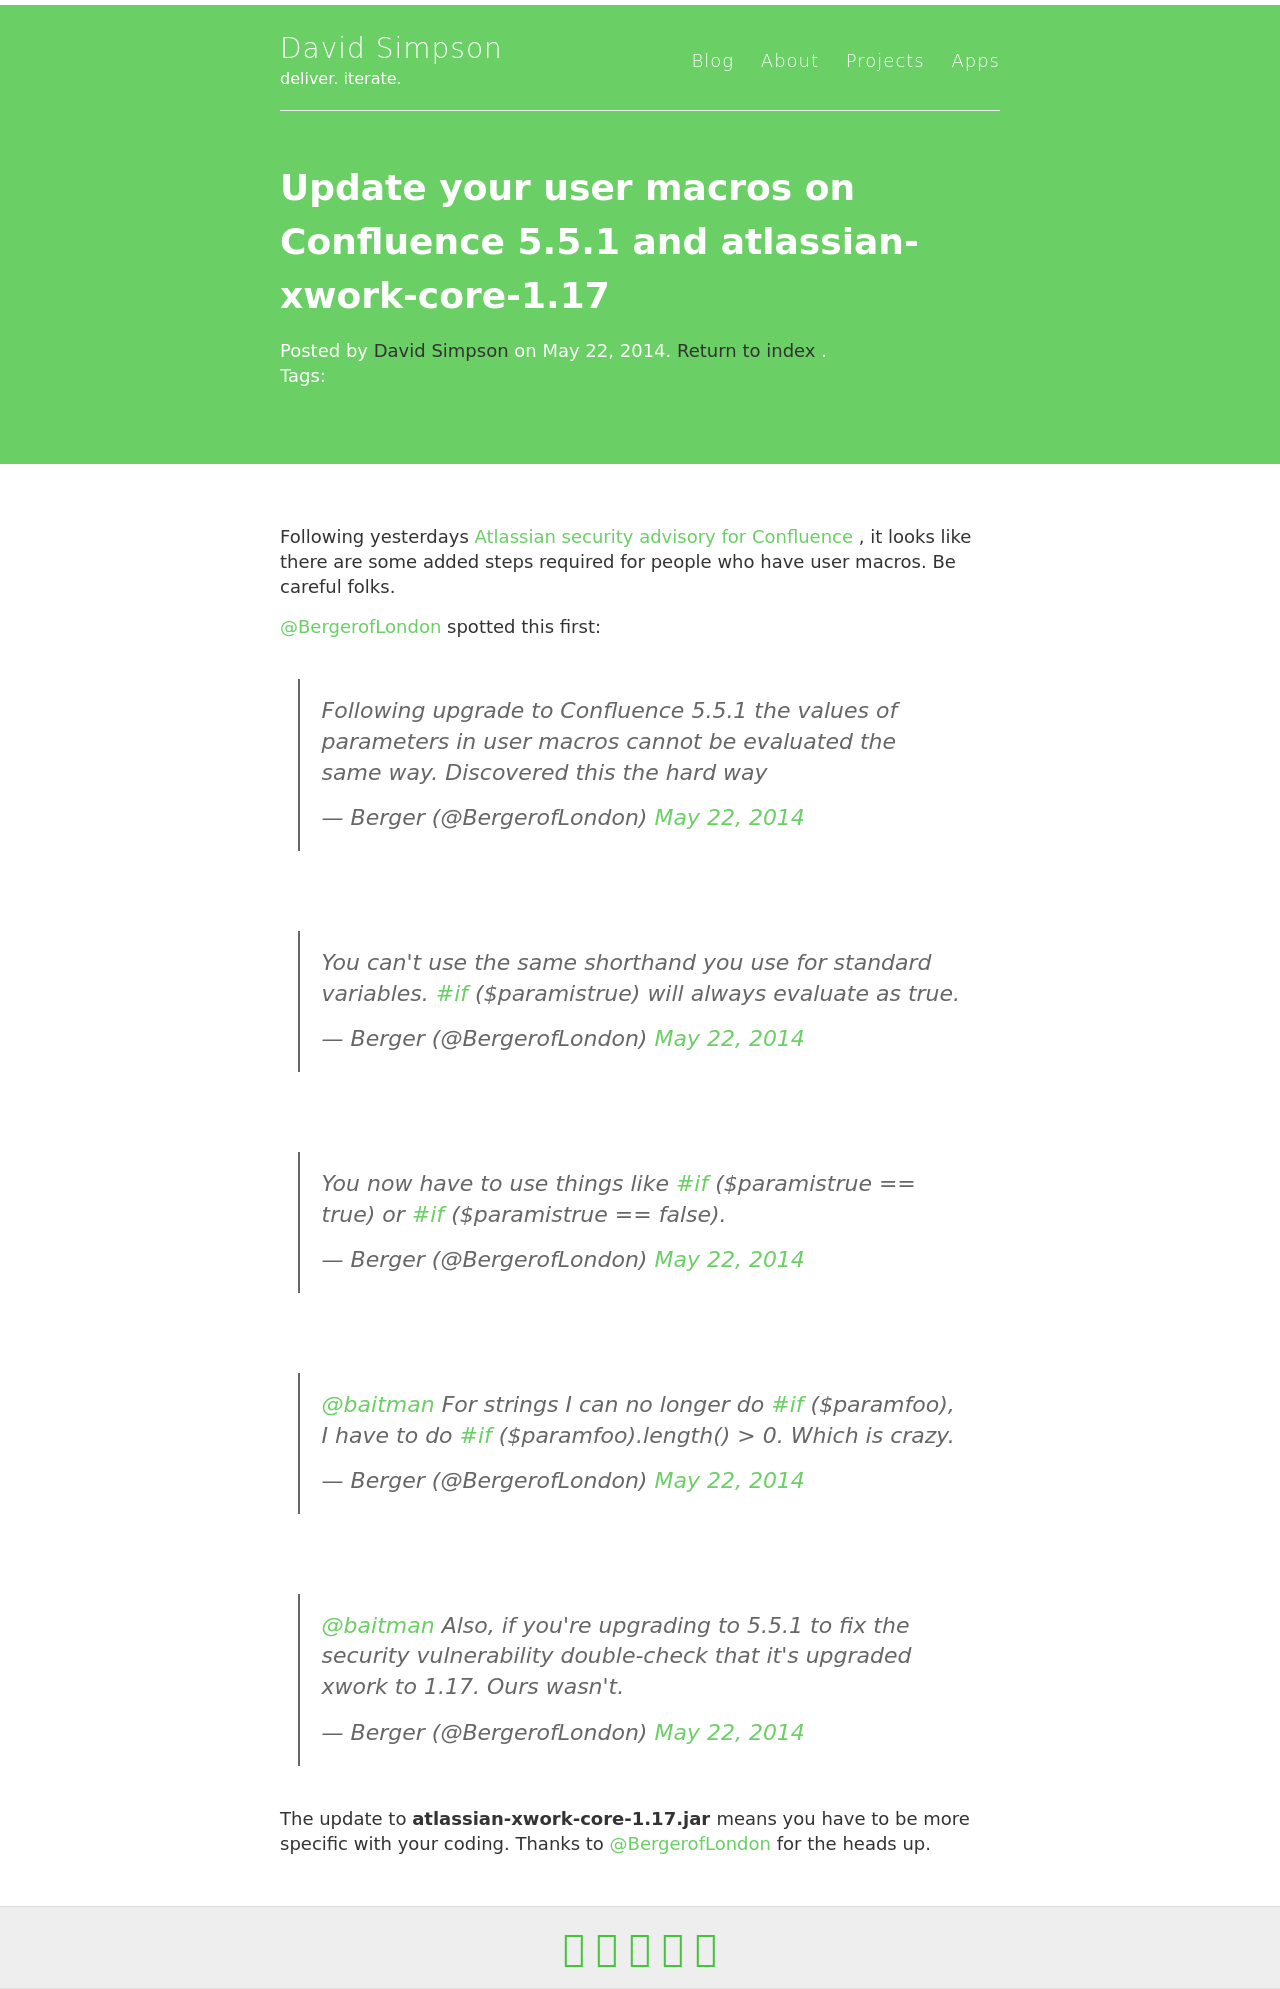 David Simpson
deliver. iterate.
Blog About Projects Apps
Update your user macros on
Confluence 5.5.1 and atlassian-
xwork-core-1.17
Posted by David Simpson on May 22, 2014. Return to index .
Tags:
Following yesterdays Atlassian security advisory for Confluence , it looks like
there are some added steps required for people who have user macros. Be
careful folks.
@BergerofLondon spotted this first:
Following upgrade to Confluence 5.5.1 the values of
parameters in user macros cannot be evaluated the
same way. Discovered this the hard way
— Berger (@BergerofLondon) May 22, 2014
You can't use the same shorthand you use for standard
variables. #if ($paramistrue) will always evaluate as true.
— Berger (@BergerofLondon) May 22, 2014
You now have to use things like #if ($paramistrue ==
true) or #if ($paramistrue == false).
— Berger (@BergerofLondon) May 22, 2014
@baitman For strings I can no longer do #if ($paramfoo),
I have to do #if ($paramfoo).length() > 0. Which is crazy.
— Berger (@BergerofLondon) May 22, 2014
@baitman Also, if you're upgrading to 5.5.1 to fix the
security vulnerability double-check that it's upgraded
xwork to 1.17. Ours wasn't.
— Berger (@BergerofLondon) May 22, 2014
The update to atlassian-xwork-core-1.17.jar means you have to be more
specific with your coding. Thanks to @BergerofLondon for the heads up.